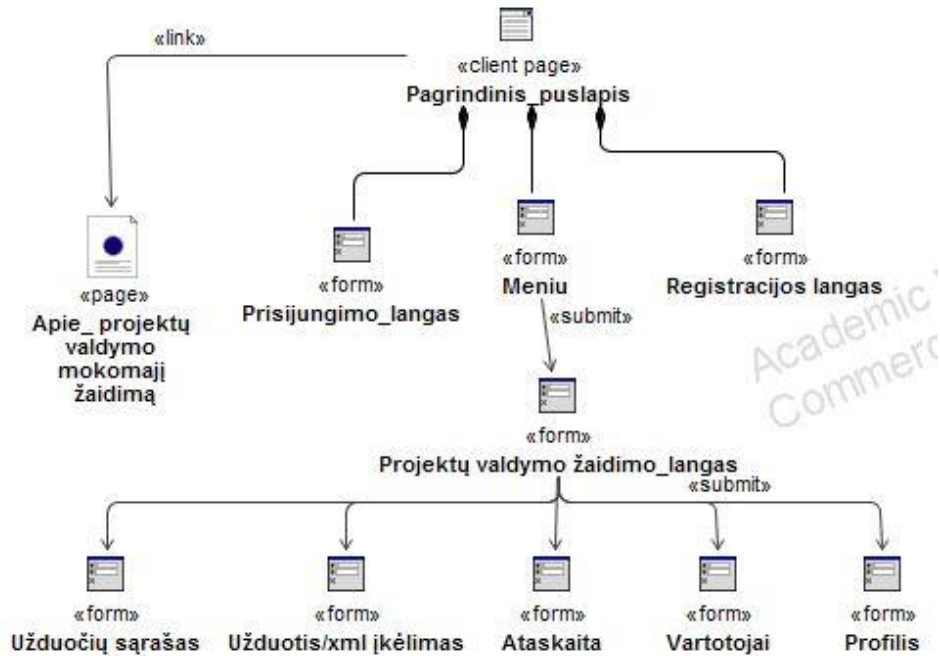 «link»
«client page»
Pagrindinis_puslapis
«page»
Apie_ projektų
valdymo
mokomajį
žaidimą
«form»
Prisijungimo_langas
«form»
Meniu
«form»
Registracijos langas
«submit»
Academic
Commerc
«form»
Projektų valdymo žaidimo_langas
«submit»
«form»
Užduočių sąrašas
«form»
Užduotis/xml įkėlimas
«form»
Ataskaita
«form»
Vartotojai
«form»
Profilis